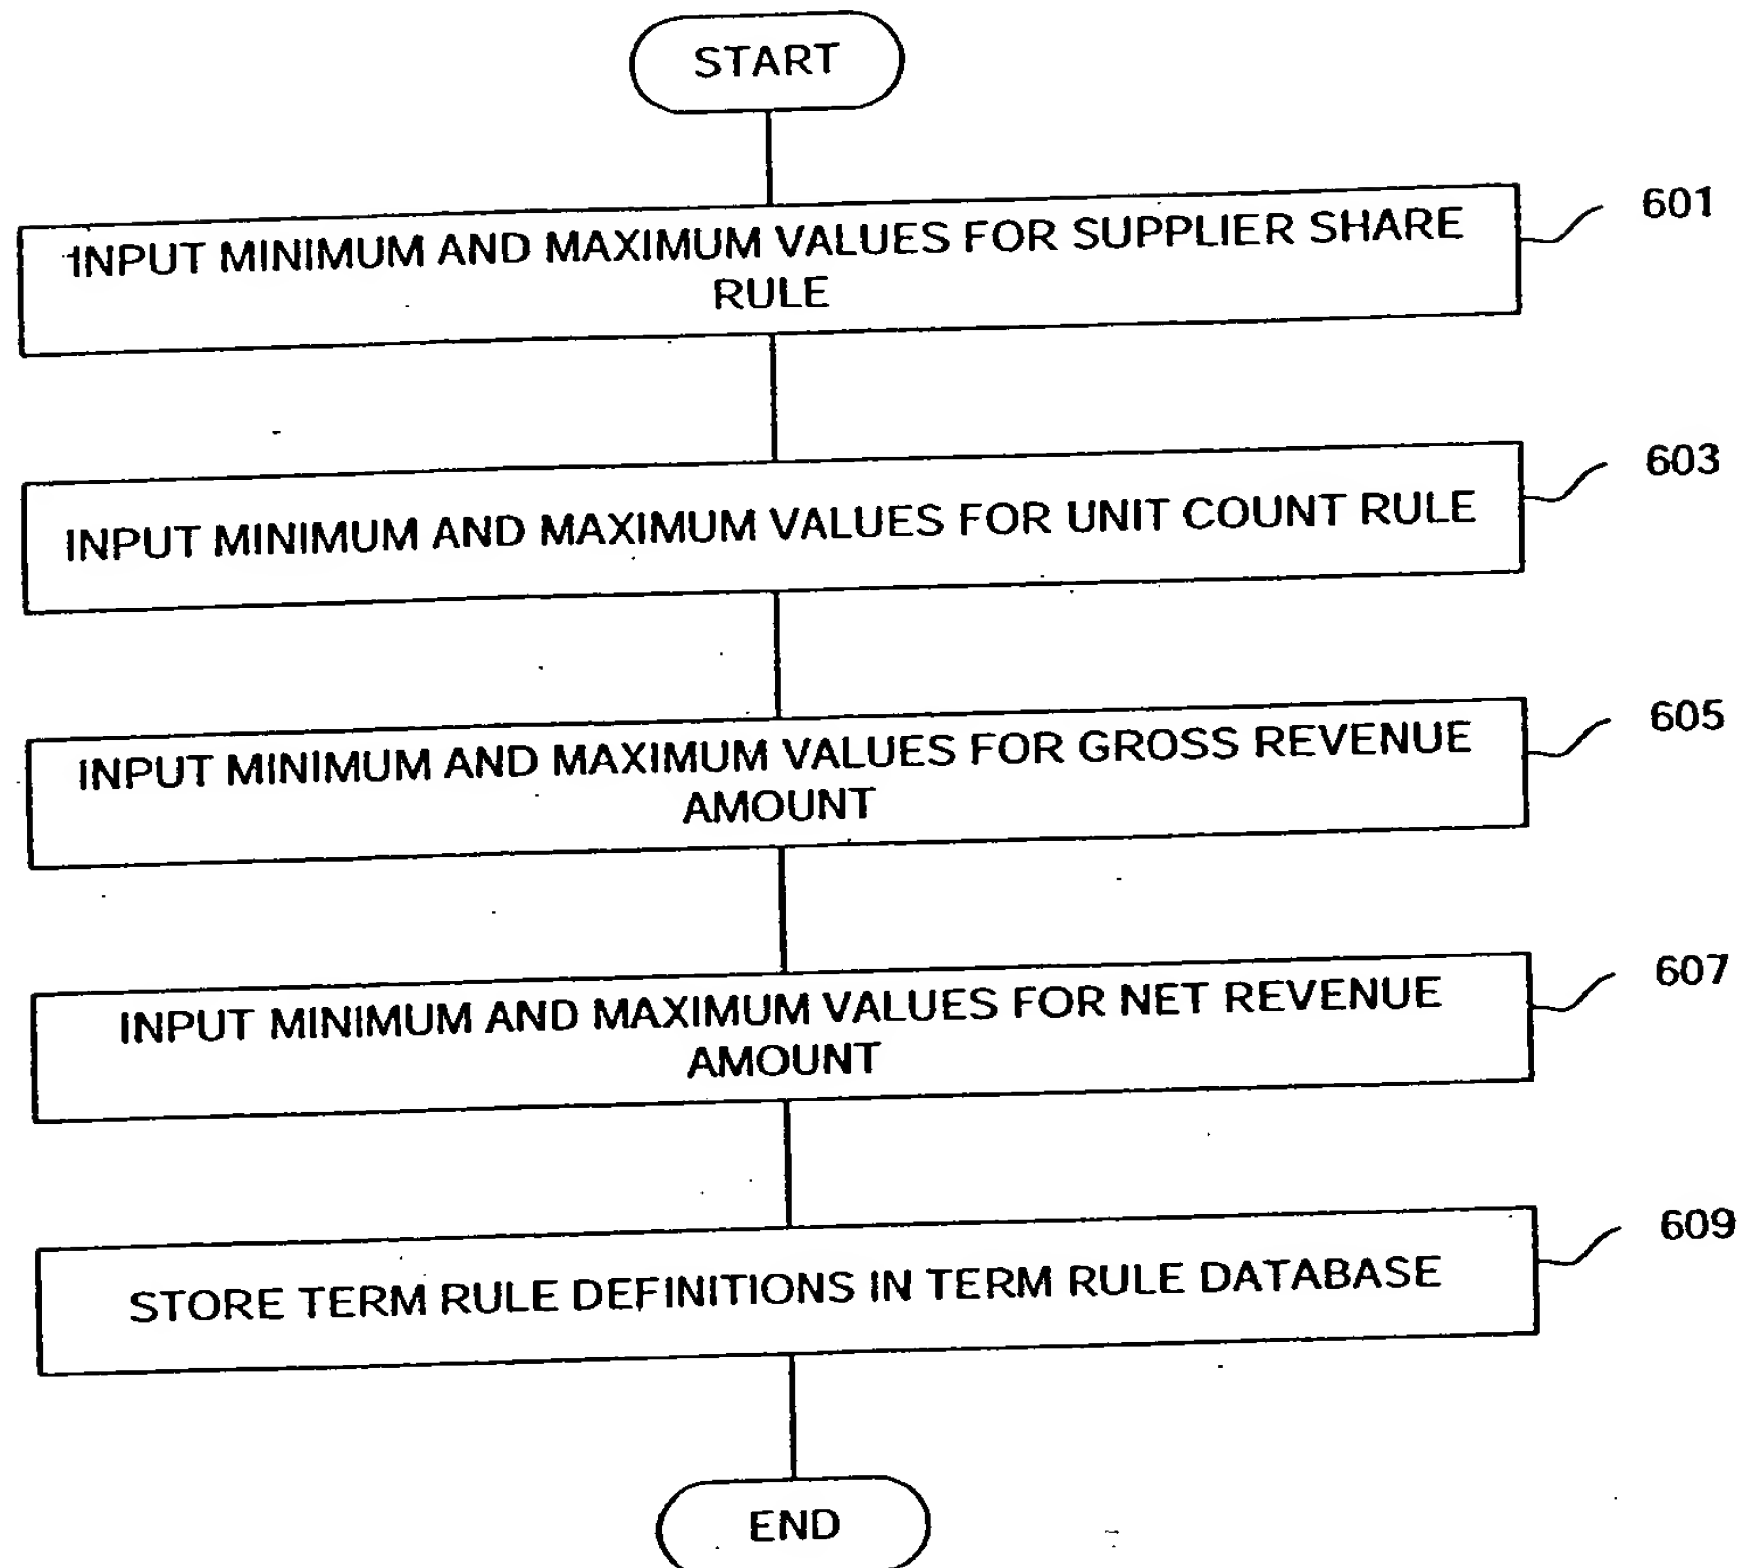 START
INPUT MINIMUM AND MAXIMUM VALUES FOR SUPPLIER SHARE
RULE
601
INPUT MINIMUM AND MAXIMUM VALUES FOR UNIT COUNT RULE
603
INPUT MINIMUM AND MAXIMUM VALUES FOR GROSS REVENUE
AMOUNT
605
INPUT MINIMUM AND MAXIMUM VALUES FOR NET REVENUE
AMOUNT
607
STORE TERM RULE DEFINITIONS IN TERM RULE DATABASE
609
END